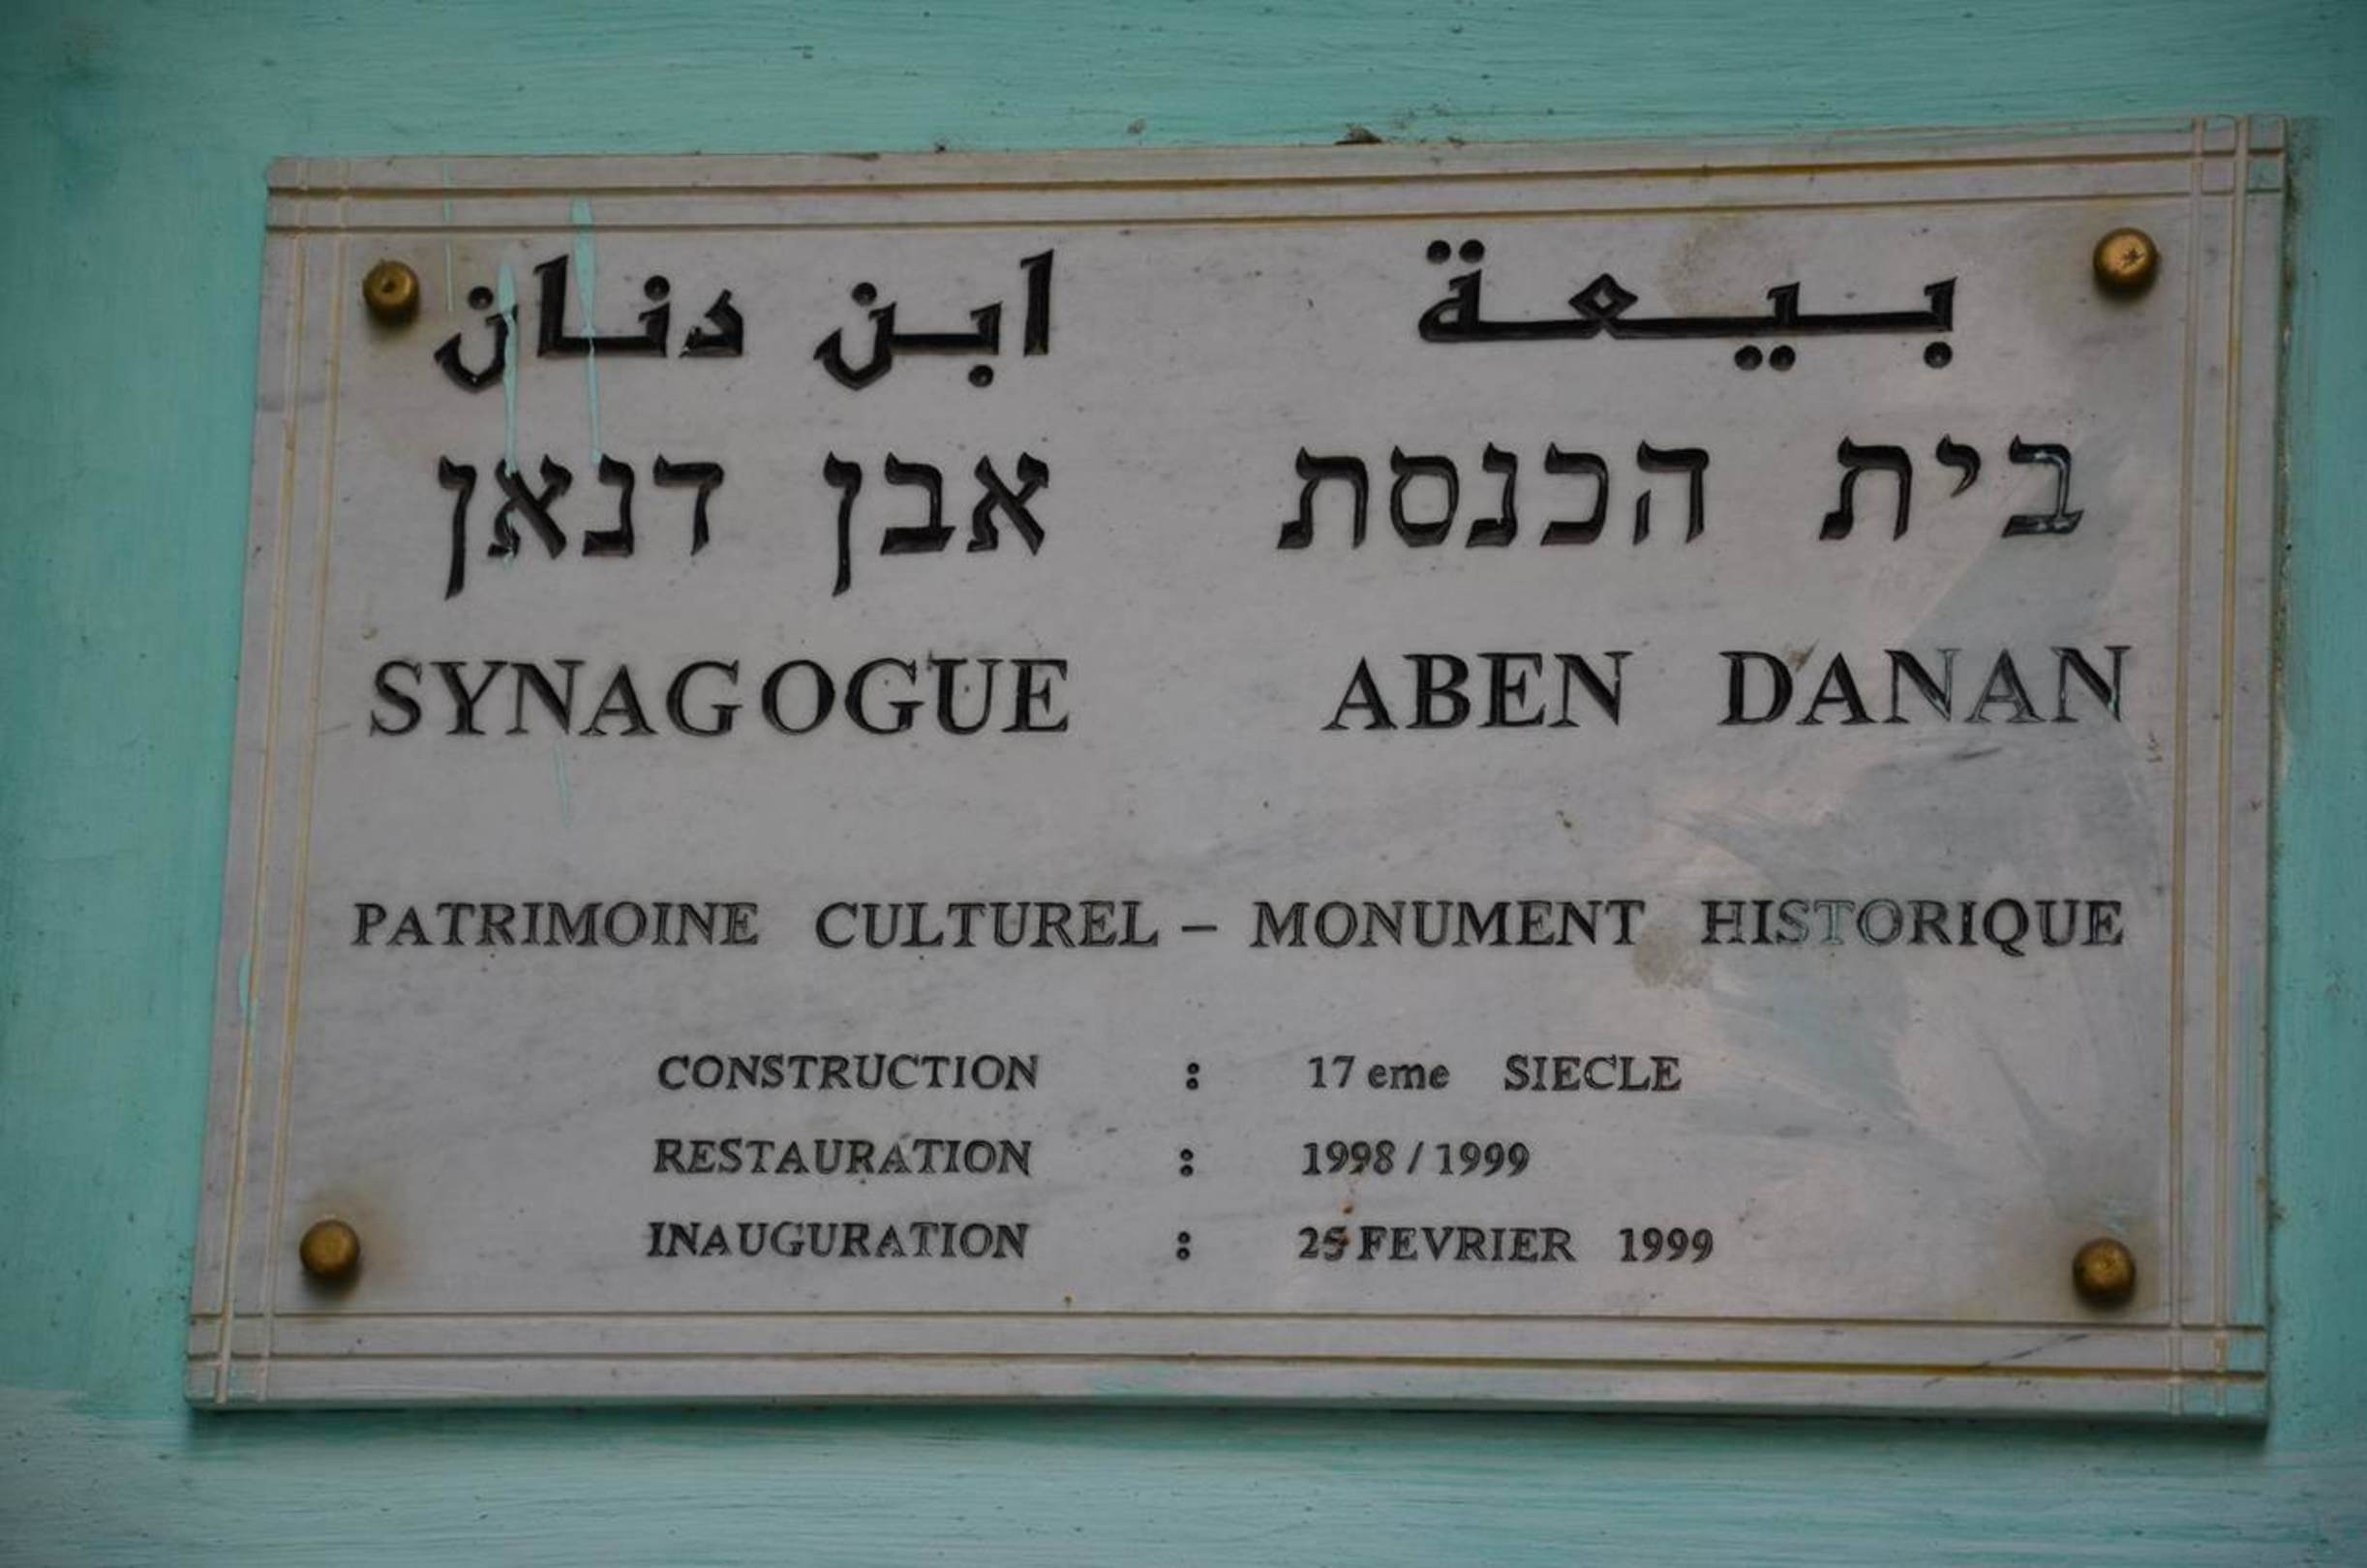 بيعة ابن دنان
בית הכנסת אבן דנאן
SYNAGOGUE ABEN DANAN
PATRIMOINE CULTUREL – MONUMENT HISTORIQUE
CONSTRUCTION : 17 eme SIECLE
RESTAURATION : 1998 / 1999
INAUGURATION : 25 FEVRIER 1999